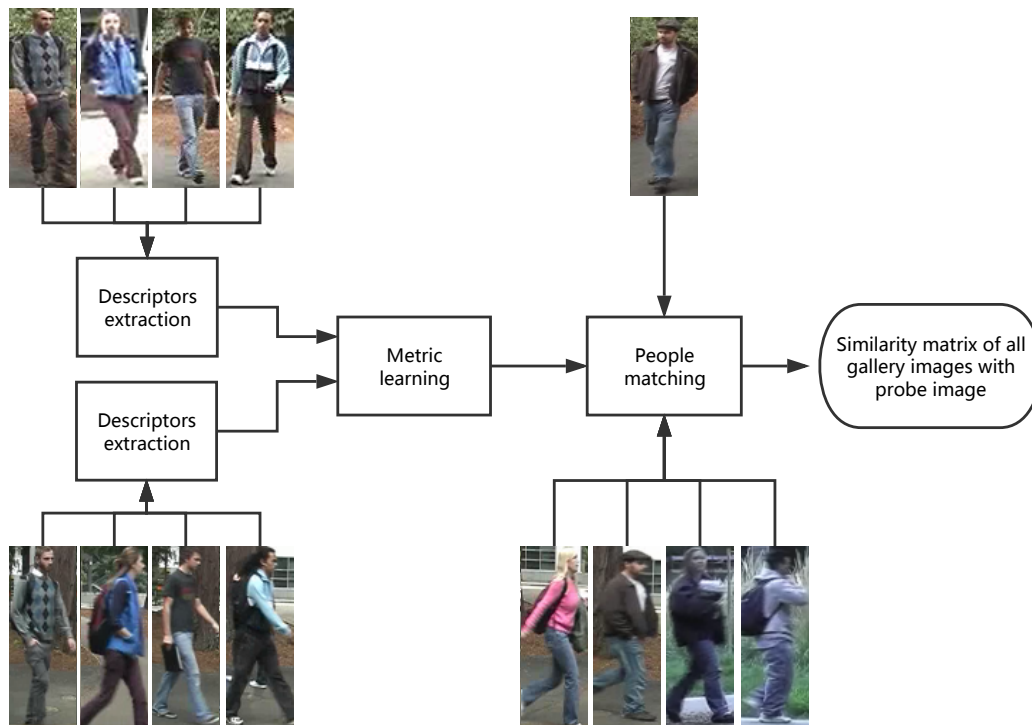 Descriptors
extraction
Descriptors
extraction
Metric
learning
People
matching
Similarity matrix of all
gallery images with
probe image